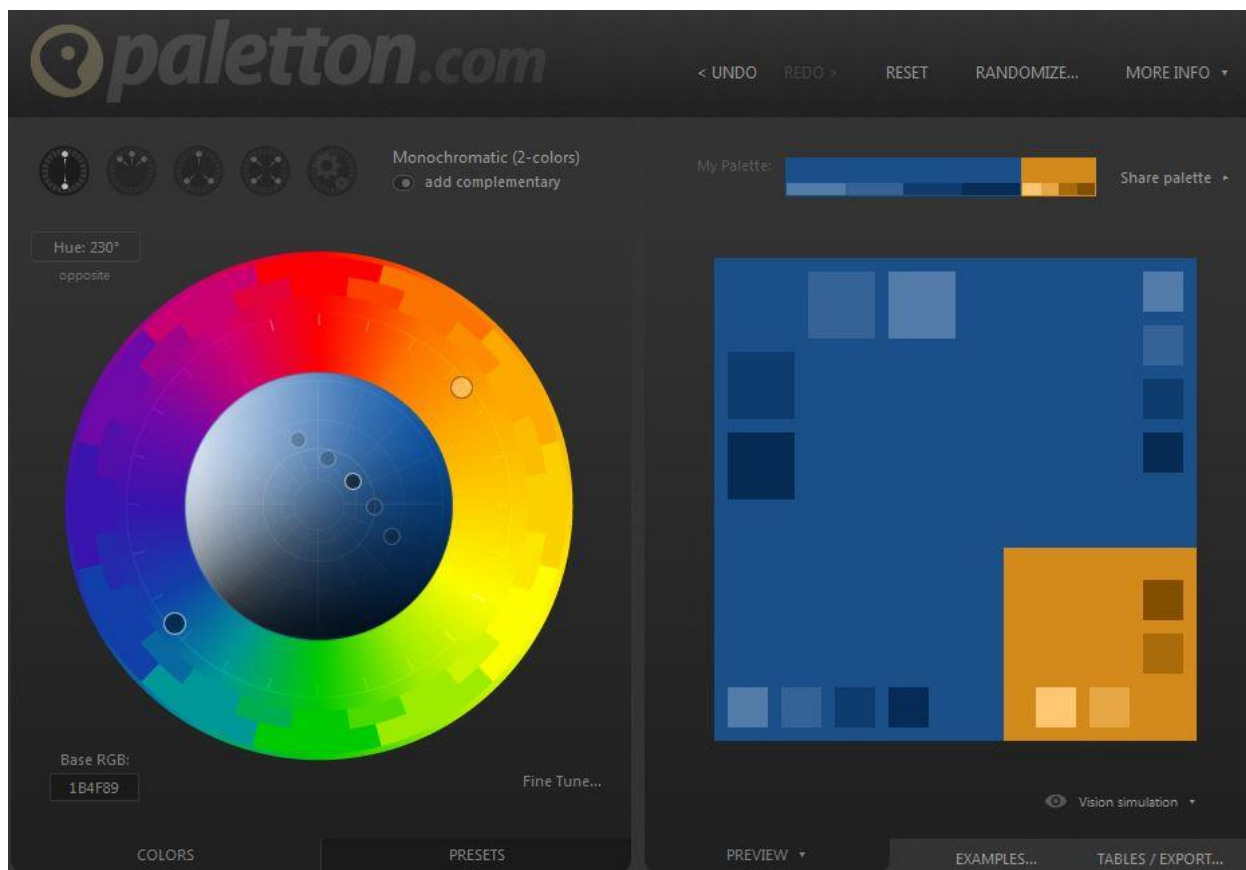 paletton.com
< UNDO REDO > RESET RANDOMIZE... MORE INFO
Monochromatic (2-colors)
add complementary
My Palette:
Share palette
Hue: 230°
opposite
Base RGB:
1B4F89
Fine Tune...
Vision simulation
COLORS PRESETS PREVIEW EXAMPLES... TABLES / EXPORT...